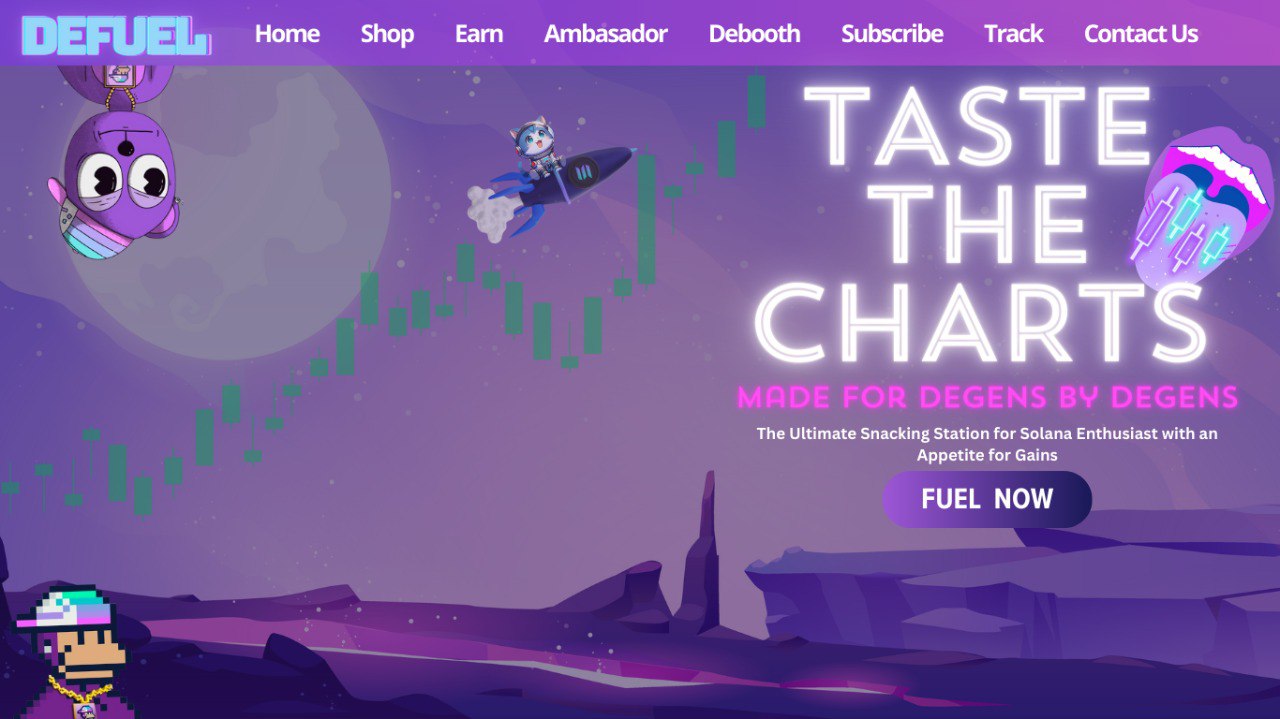 DEFUEL
Home Shop Earn Ambasador Debooth Subscribe Track Contact Us
TASTE
THE
CHARTS
MADE FOR DEGENS BY DEGENS
The Ultimate Snacking Station for Solana Enthusiast with an
Appetite for Gains
FUEL NOW